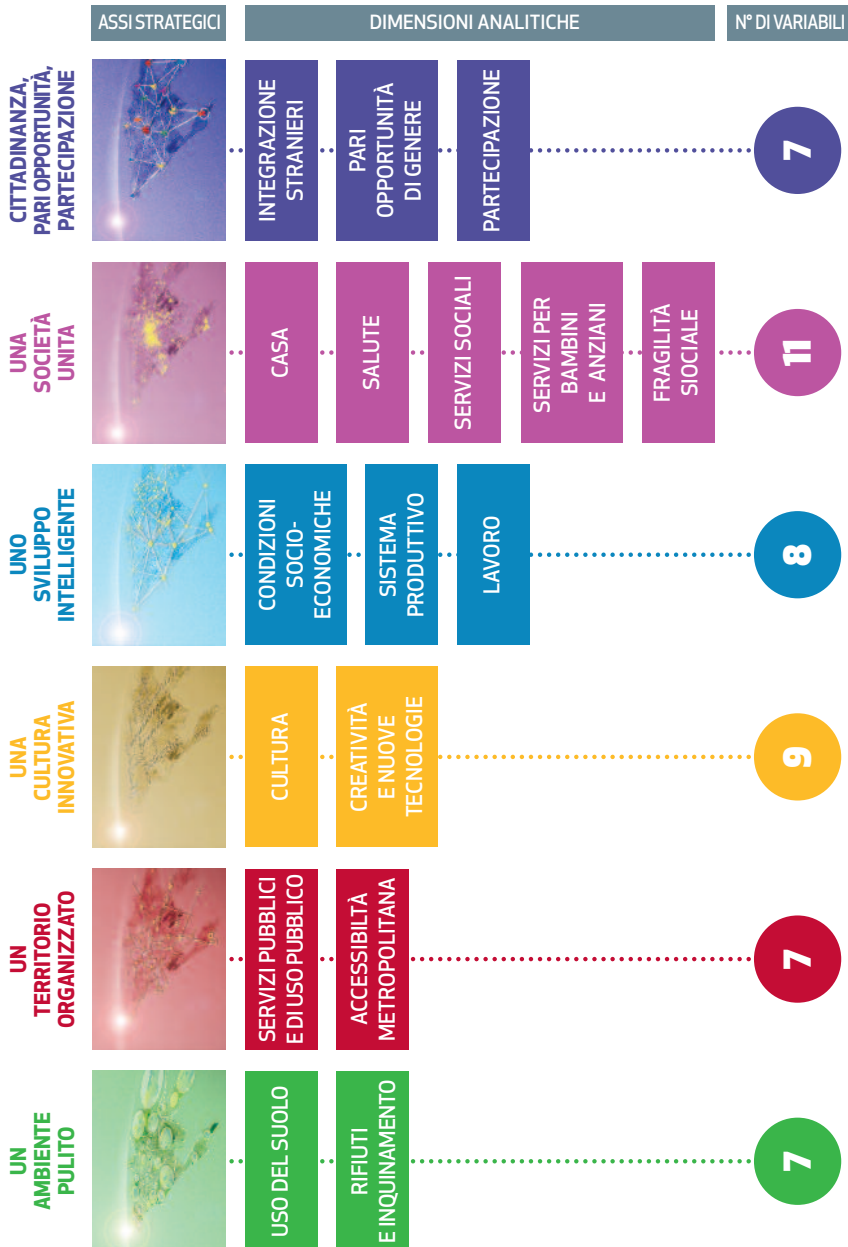 ASSI STRATEGICI
DIMENSIONI ANALITICHE
N° DI VARIABILI
CITTADINANZA,
PARI OPPORTUNITÀ,
PARTECIPAZIONE
INTEGRAZIONE
STRANIERI
PARI
OPPORTUNITÀ
DI GENERE
PARTECIPAZIONE
7
UNA
SOCIETÀ
UNITA
CASA
SALUTE
SERVIZI SOCIALI
SERVIZI PER
BAMBINI
E ANZIANI
FRAGILITÀ
SIOCIALE
11
UNO
SVILUPPO
INTELLIGENTE
CONDIZIONI
SOCIO-
ECONOMICHE
SISTEMA
PRODUTTIVO
LAVORO
8
UNA
CULTURA
INNOVATIVA
CULTURA
CREATIVITÀ
E NUOVE
TECNOLOGIE
9
UN
TERRITORIO
ORGANIZZATO
SERVIZI PUBBLICI
E DI USO PUBBLICO
ACCESSIBILTÀ
METROPOLITANA
7
UN
AMBIENTE
PULITO
USO DEL SUOLO
RIFIUTI
E INQUINAMENTO
7